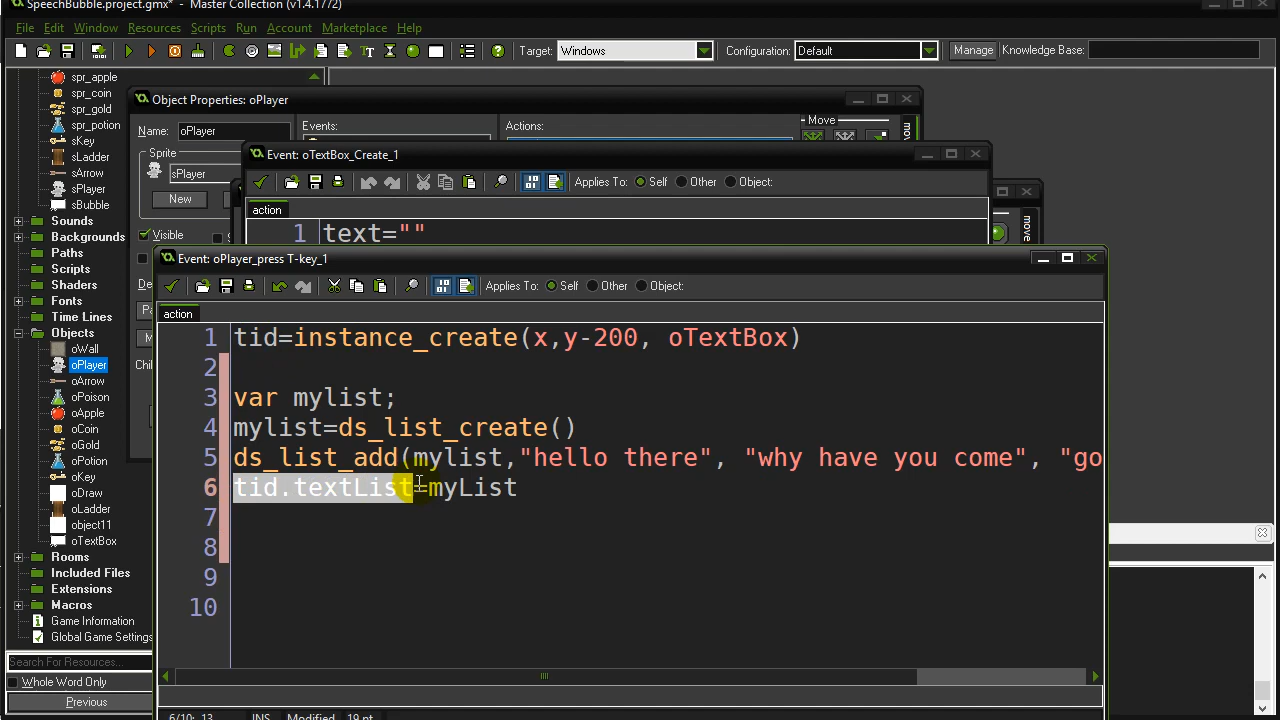 SpeechBubble.project.gmx* - Master Collection (v1.4.1772)
File Edit Window Resources Scripts Run Account Marketplace Help
Target: Windows Configuration: Default Manage Knowledge Base:
spr_apple
spr_coin
spr_gold
spr_potion
sKey
sLadder
sArrow
sPlayer
sBubble
Sounds
Backgrounds
Paths
Scripts
Shaders
Fonts
Time Lines
Objects
oWall
oPlayer
oArrow
oPoison
oApple
oCoin
oGold
oPotion
oKey
oDraw
oLadder
object11
oTextBox
Rooms
Included Files
Extensions
Macros
Game Information
Global Game Settings
Search For Resources...
Whole Word Only
Previous
Object Properties: oPlayer
Name: oPlayer Events: Actions: Move
Sprite
sPlayer
New
Visible
move
Event: oTextBox_Create_1
Applies To: Self Other Object:
action
1 text=""
move
Event: oPlayer_press T-key_1
Applies To: Self Other Object:
action
1 tid=instance_create(x,y-200, oTextBox)
2
3 var mylist;
4 mylist=ds_list_create()
5 ds_list_add(mylist,"hello there", "why have you come", "go
6 tid.textList=myList
7
8
9
10
6/10: 13 INS Modified 19 pt